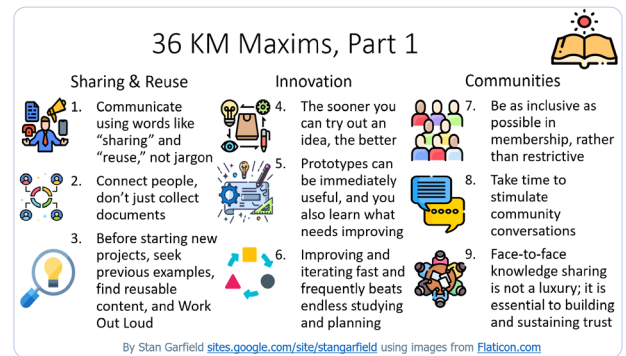 36 KM Maxims, Part 1
Sharing & Reuse
1. Communicate
using words like
“sharing” and
“reuse,” not jargon
2. Connect people,
don’t just collect
documents
3. Before starting new
projects, seek
previous examples,
find reusable
content, and Work
Out Loud
Innovation
4. The sooner you
can try out an
idea, the better
5. Prototypes can
be immediately
useful, and you
also learn what
needs improving
6. Improving and
iterating fast and
frequently beats
endless studying
and planning
Communities
7. Be as inclusive as
possible in
membership, rather
than restrictive
8. Take time to
stimulate
community
conversations
9. Face-to-face
knowledge sharing
is not a luxury; it is
essential to building
and sustaining trust
By Stan Garfield sites.google.com/site/stangarfield using images from Flaticon.com